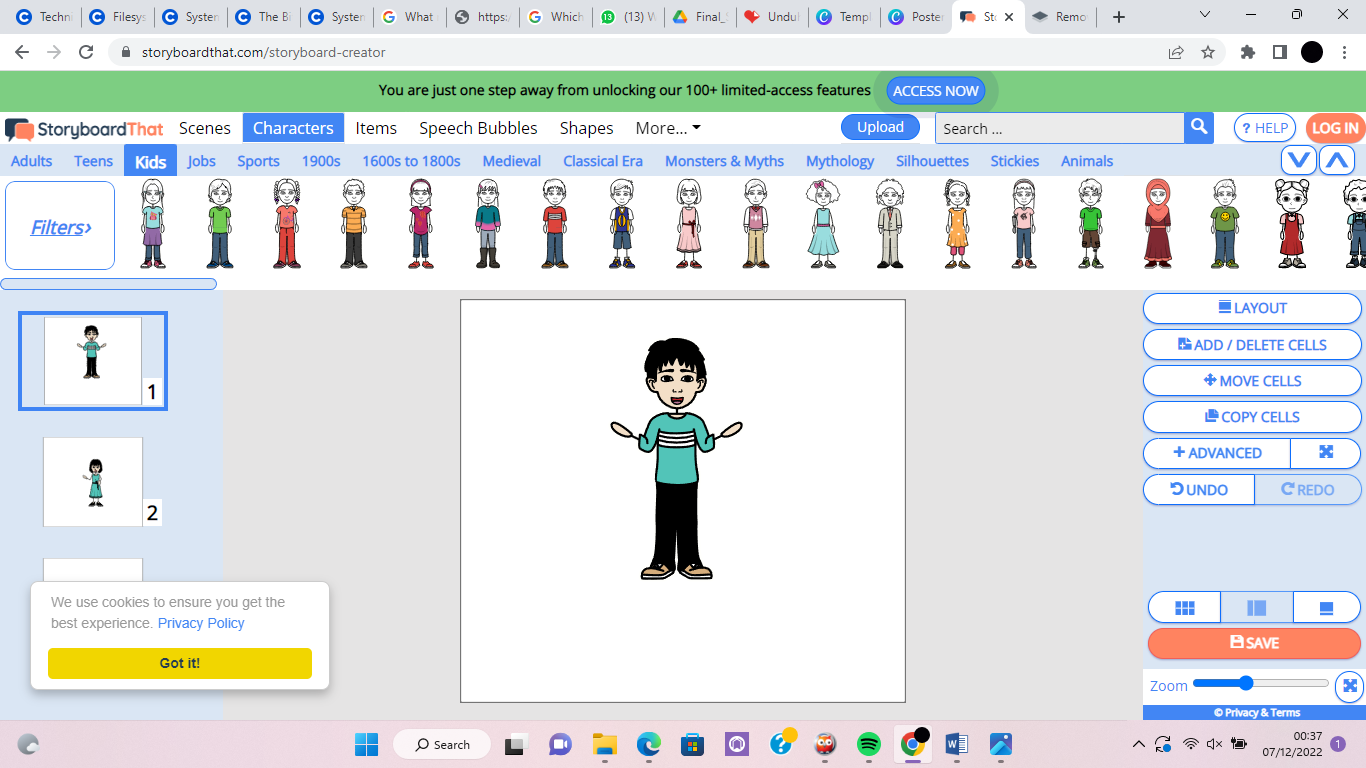 Techni
Filesys
System
The Bi
System
What
https:/
Which
(13) W
Final_S
Undul
Templ
Poster
Sto
Remo
storyboardthat.com/storyboard-creator
You are just one step away from unlocking our 100+ limited-access features
ACCESS NOW
StoryboardThat
Scenes
Characters
Items
Speech Bubbles
Shapes
More...
Upload
Search ...
? HELP
LOG IN
Adults
Teens
Kids
Jobs
Sports
1900s
1600s to 1800s
Medieval
Classical Era
Monsters & Myths
Mythology
Silhouettes
Stickies
Animals
Filters›
1
2
We use cookies to ensure you get the
best experience. Privacy Policy
Got it!
LAYOUT
ADD / DELETE CELLS
MOVE CELLS
COPY CELLS
+ ADVANCED
UNDO
REDO
SAVE
Zoom
© Privacy & Terms
Search
00:37
07/12/2022
1